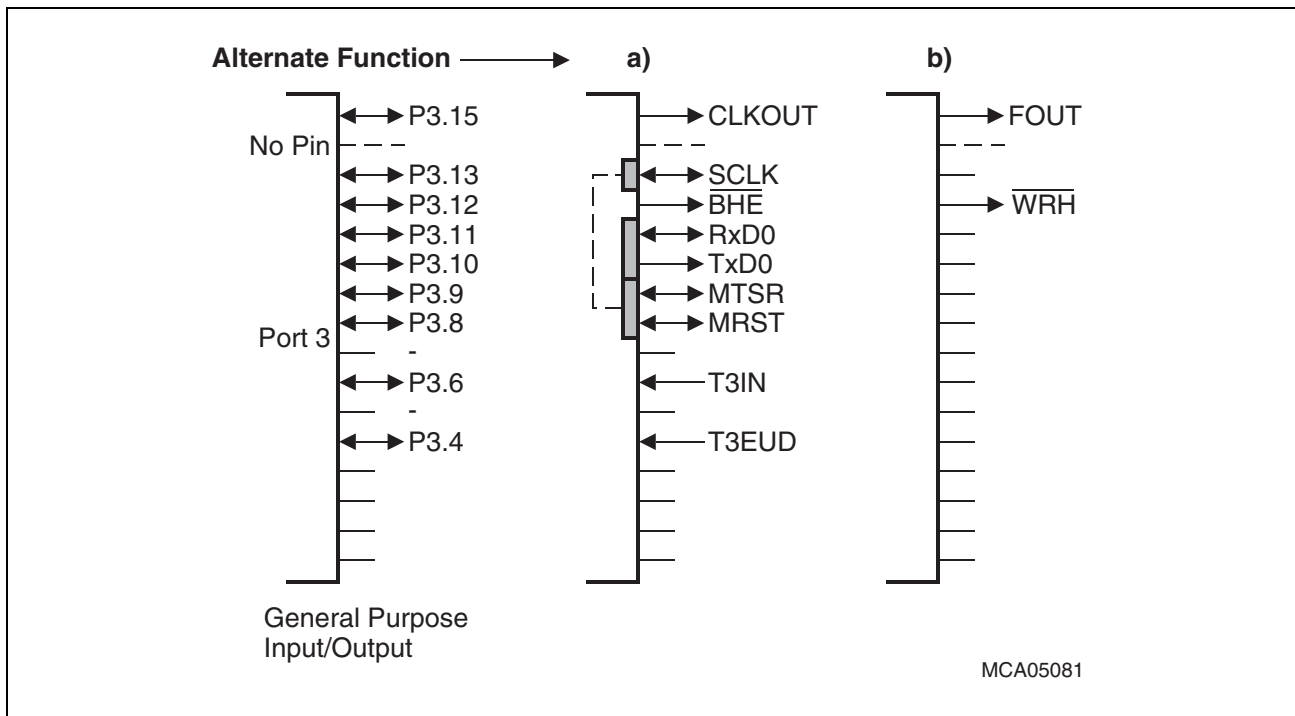 Alternate Function a) b)
P3.15 CLKOUT FOUT
No Pin
P3.13 SCLK
P3.12 BHE WRH
P3.11 RxD0
P3.10 TxD0
P3.9 MTSR
P3.8 MRST
Port 3
-
P3.6 T3IN
-
P3.4 T3EUD
General Purpose
Input/Output
MCA05081